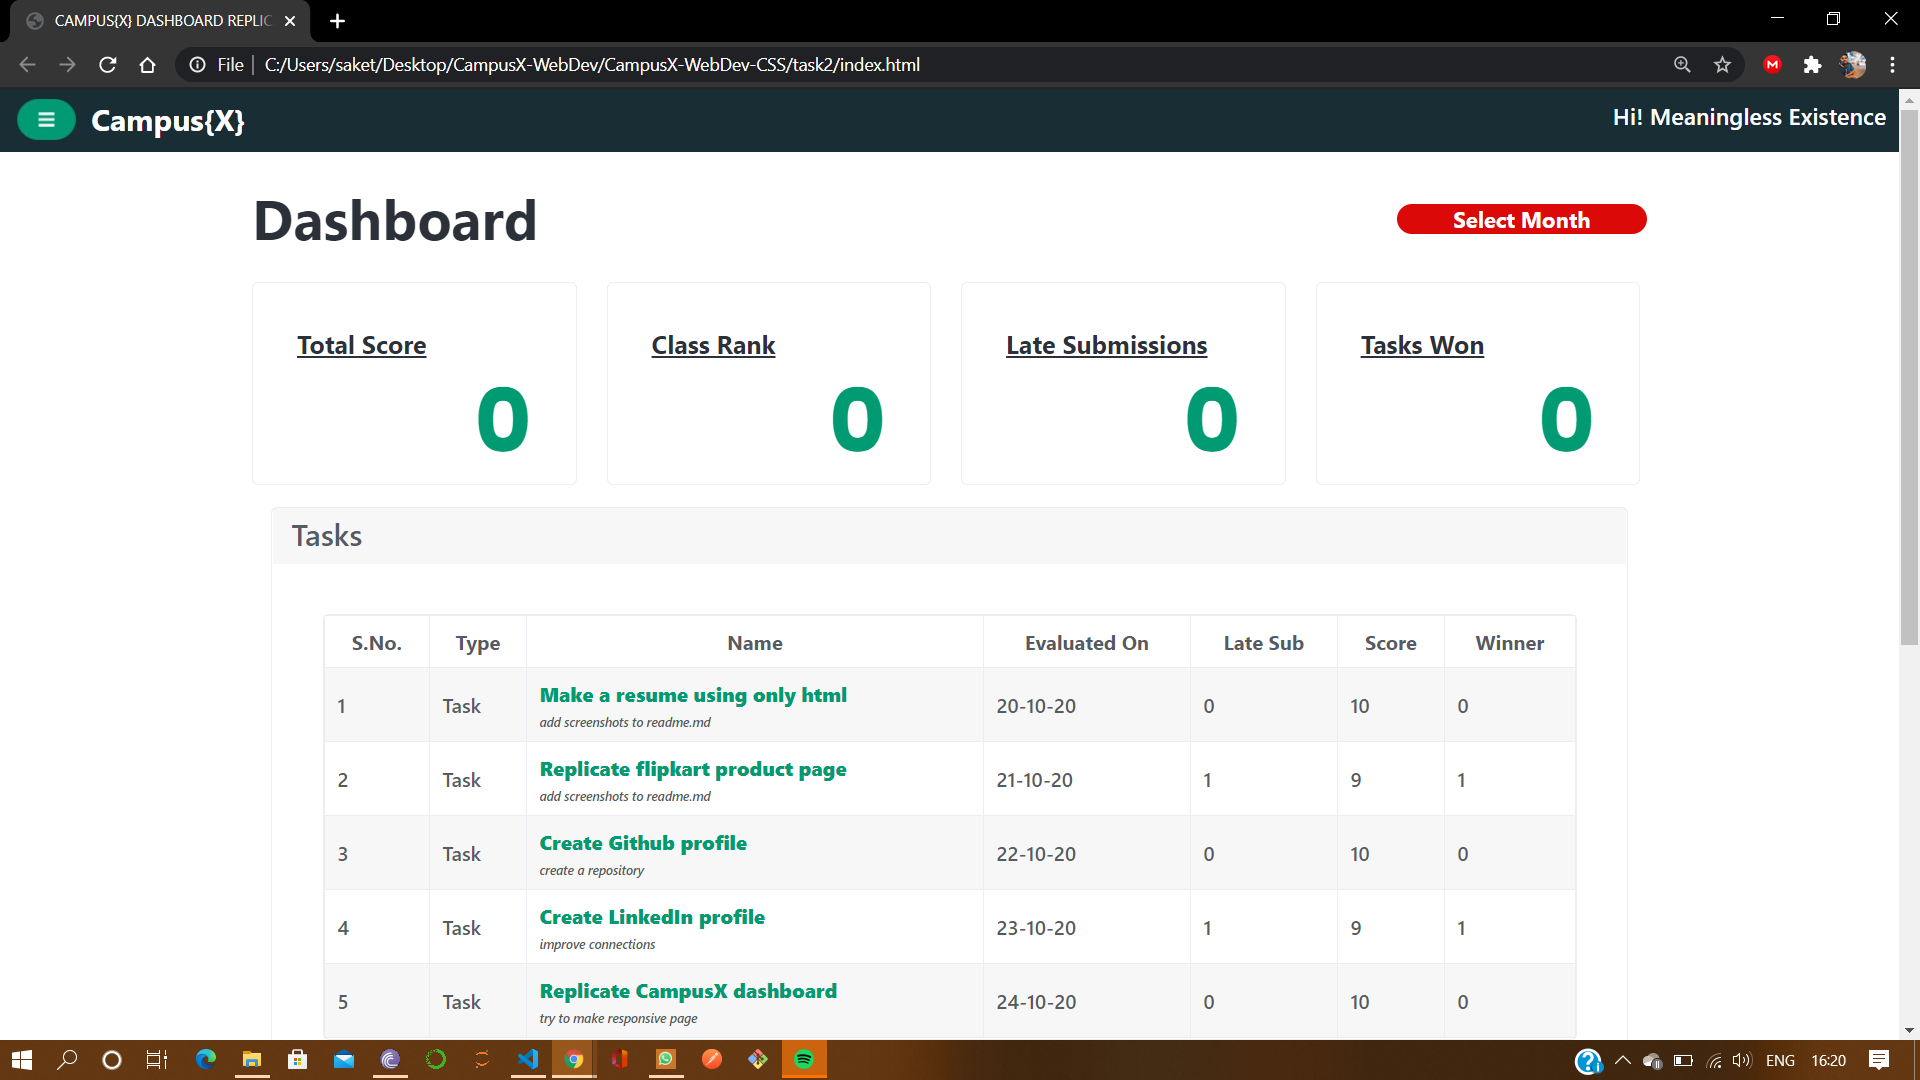 CAMPUS{X} DASHBOARD REPLIC
File
C:/Users/saket/Desktop/CampusX-WebDev/CampusX-WebDev-CSS/task2/index.html
M
Campus{X}
Hi! Meaningless Existence
Dashboard
Select Month
Total Score
Class Rank
Late Submissions
Tasks Won
0
0
0
0
Tasks
S.No. Type Name Evaluated On Late Sub Score Winner
1 Task Make a resume using only html 20-10-20 0 10 0
add screenshots to readme.md
2 Task Replicate flipkart product page 21-10-20 1 9 1
add screenshots to readme.md
3 Task Create Github profile 22-10-20 0 10 0
create a repository
4 Task Create LinkedIn profile 23-10-20 1 9 1
improve connections
5 Task Replicate CampusX dashboard 24-10-20 0 10 0
try to make responsive page
ENG 16:20